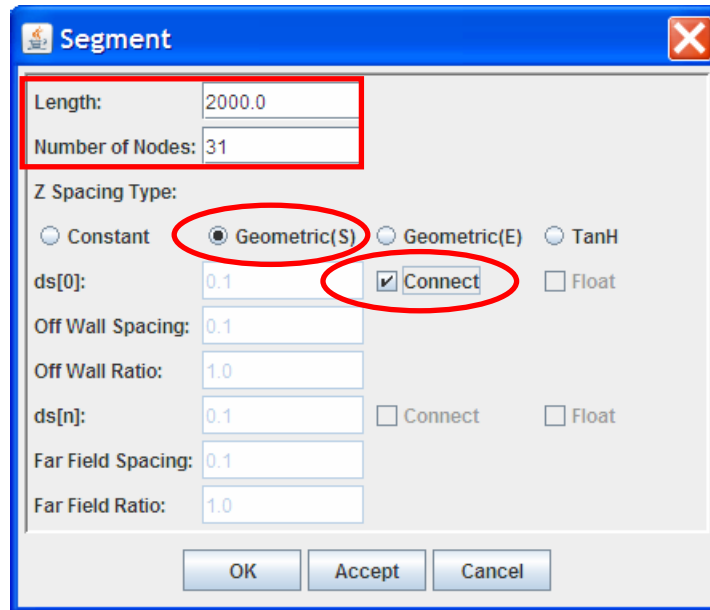 Segment
Length: 2000.0
Number of Nodes: 31
Z Spacing Type:
Constant Geometric(S) Geometric(E) TanH
ds[0]: 0.1 Connect Float
Off Wall Spacing: 0.1
Off Wall Ratio: 1.0
ds[n]: 0.1 Connect Float
Far Field Spacing: 0.1
Far Field Ratio: 1.0
OK Accept Cancel